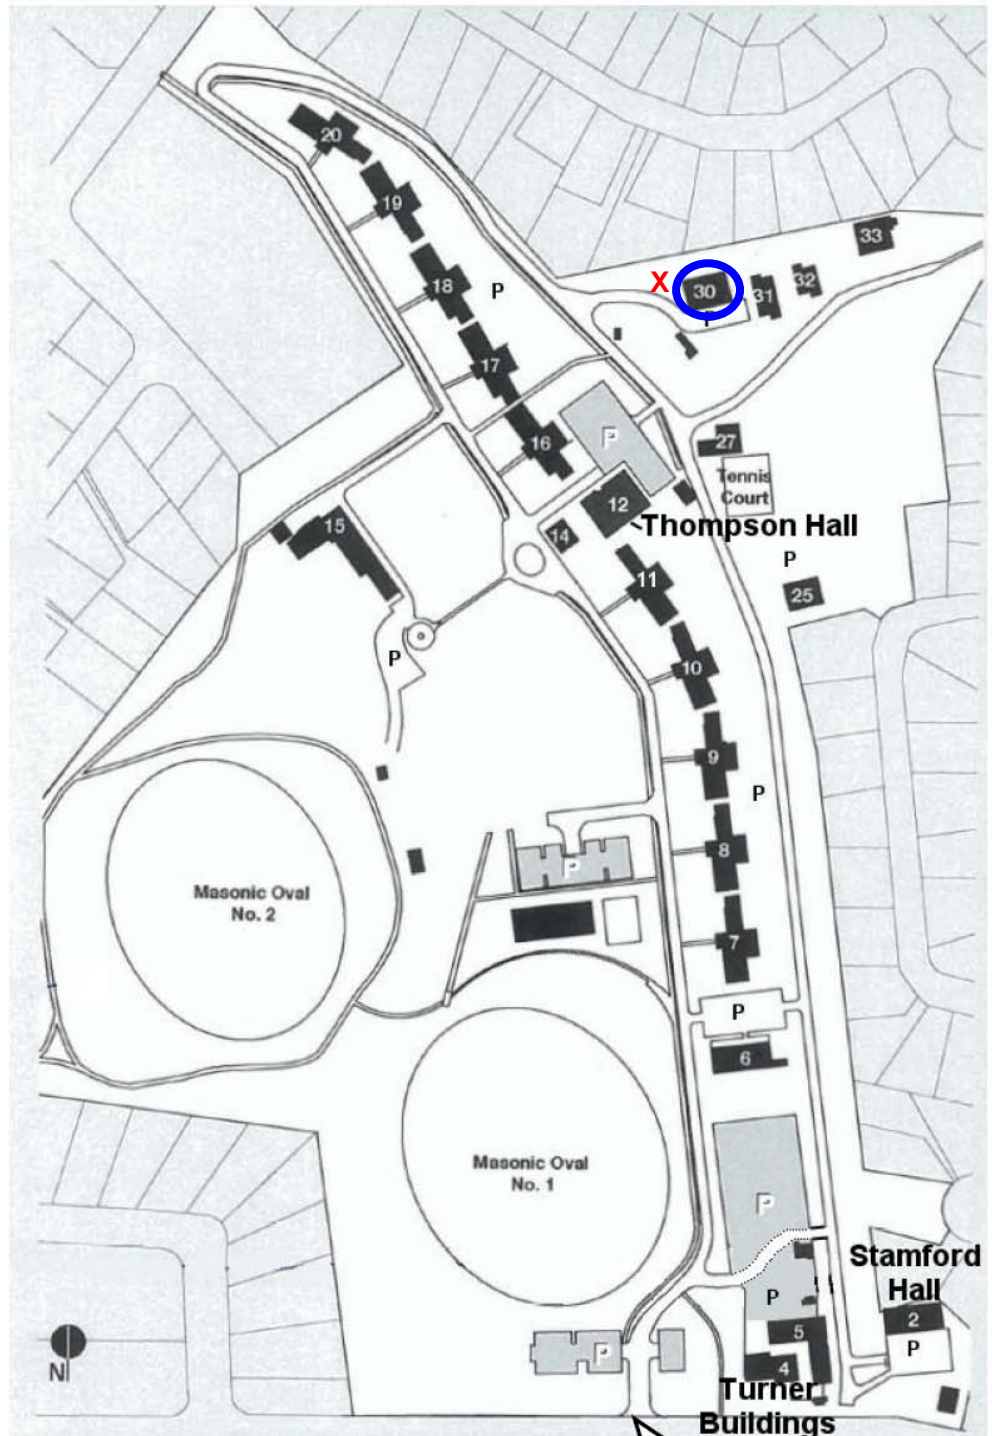 20
19
33
X
30
31
32
18
P
P
17
16
P
27
Tennis
Court
12
Thompson Hall
15
14
P
11
25
P
10
9
P
8
P
Masonic Oval
No. 2
7
P
6
Masonic Oval
No. 1
P
Stamford
Hall
P
2
5
P
P
4
N
Turner
Buildings